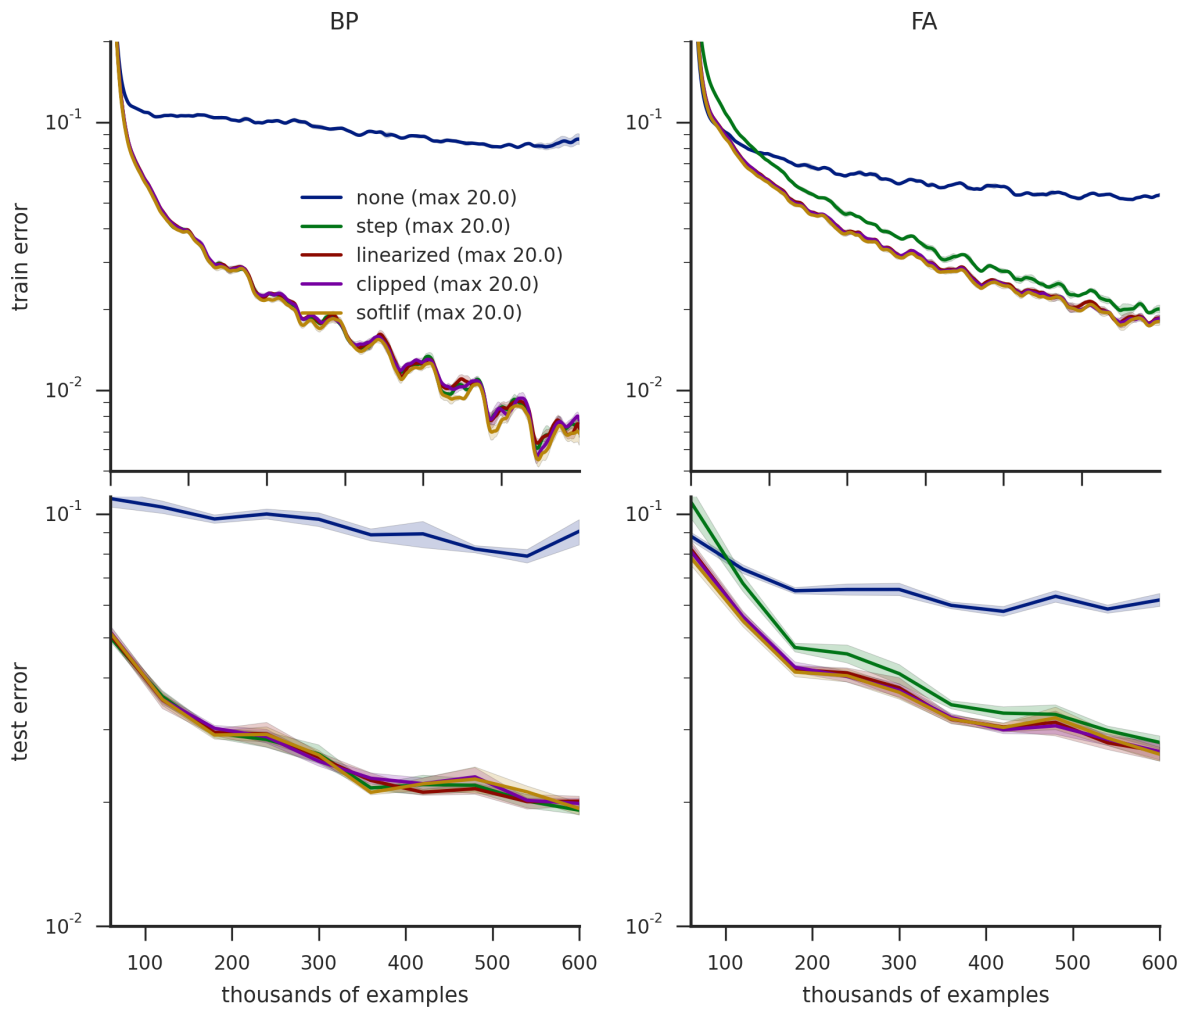 BP
FA
train error
10^-1
10^-2
none (max 20.0)
step (max 20.0)
linearized (max 20.0)
clipped (max 20.0)
softlif (max 20.0)
10^-1
10^-2
test error
10^-1
10^-2
10^-1
10^-2
100 200 300 400 500 600
100 200 300 400 500 600
thousands of examples
thousands of examples